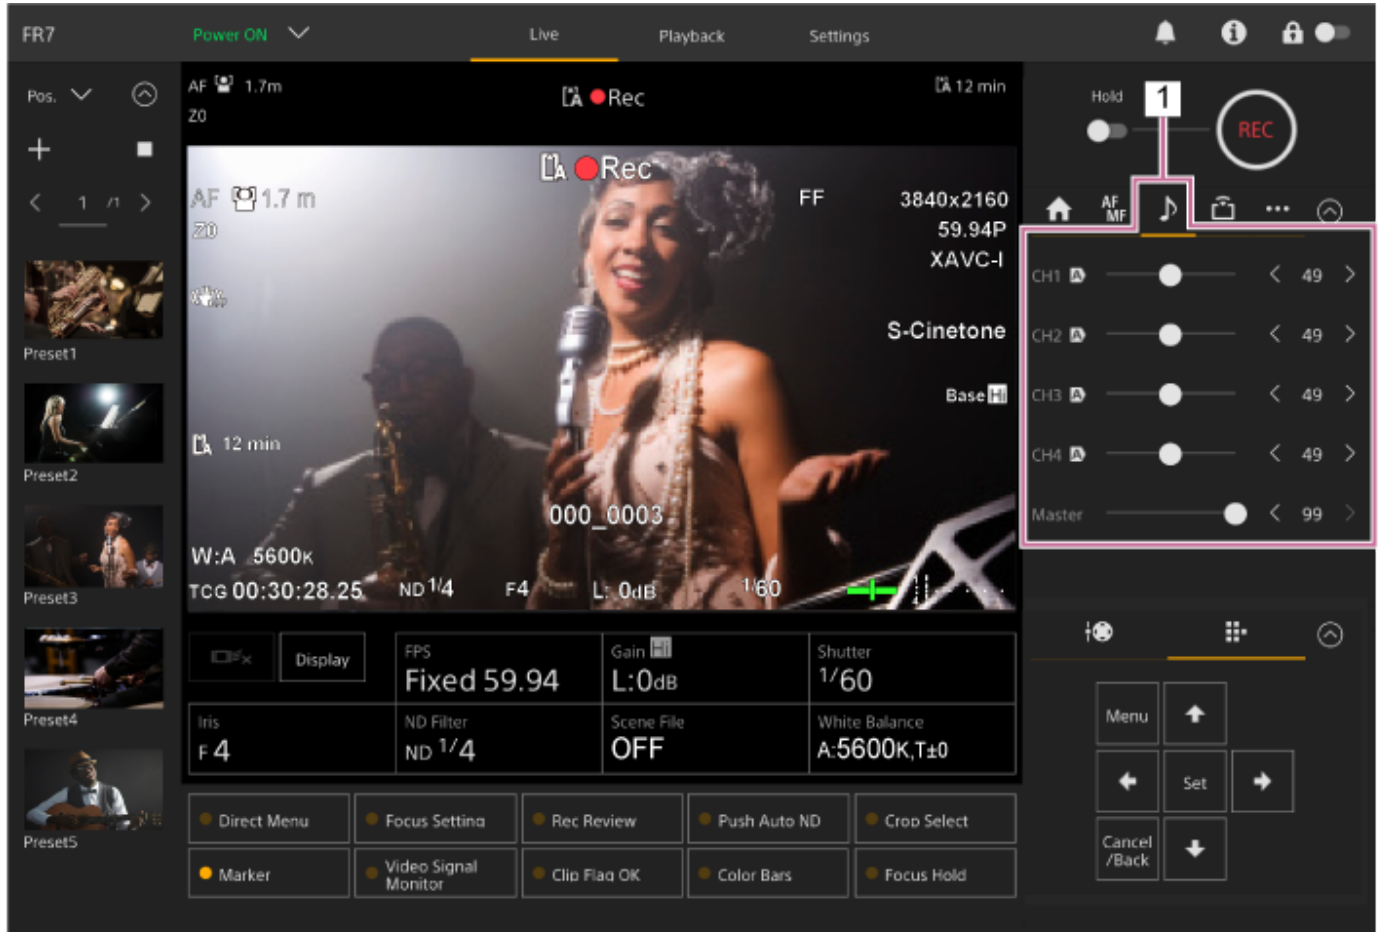 FR7
Power ON
Live
Playback
Settings
Pos.
1 /1
Preset1
Preset2
Preset3
Preset4
Preset5
AF 1.7m
Z0
A Rec
A 12 min
A Rec
AF 1.7 m
Z0
FF
3840x2160
59.94P
XAVC-I
S-Cinetone
Base Hi
A 12 min
000_0003
W:A 5600K
TCG 00:30:28.25
ND 1/4
F4
L: 0dB
1/60
Display
FPS
Fixed 59.94
Gain Hi
L:0dB
Shutter
1/60
Iris
F 4
ND Filter
ND 1/4
Scene File
OFF
White Balance
A:5600K,T±0
Direct Menu
Focus Setting
Rec Review
Push Auto ND
Crop Select
Marker
Video Signal
Monitor
Clip Flag OK
Color Bars
Focus Hold
Hold
1
REC
AF
MF
CH1 A 49
CH2 A 49
CH3 A 49
CH4 A 49
Master 99
Menu
Set
Cancel
/Back